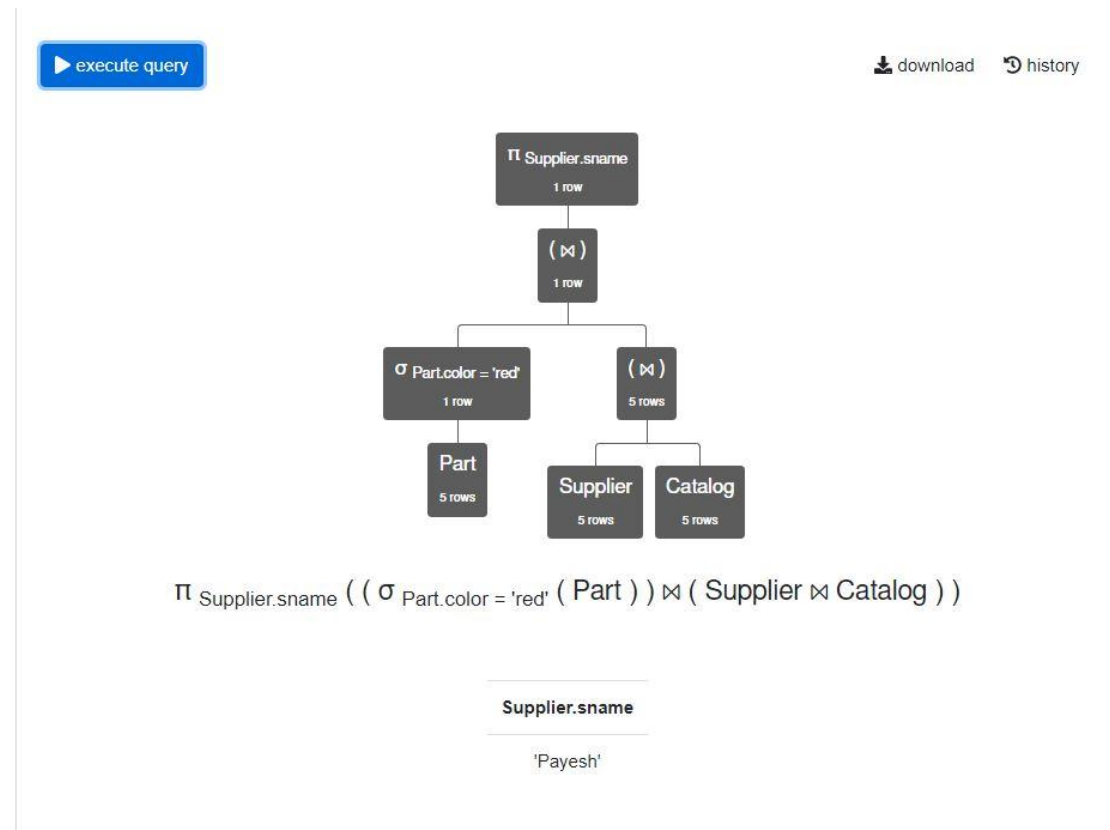 execute query
download history
π Supplier.sname
1 row
( ⋈ )
1 row
σ Part.color = 'red'
1 row
( ⋈ )
5 rows
Part
5 rows
Supplier
5 rows
Catalog
5 rows
π Supplier.sname ( ( σ Part.color = 'red' ( Part ) ) ⋈ ( Supplier ⋈ Catalog ) )
Supplier.sname
'Payesh'